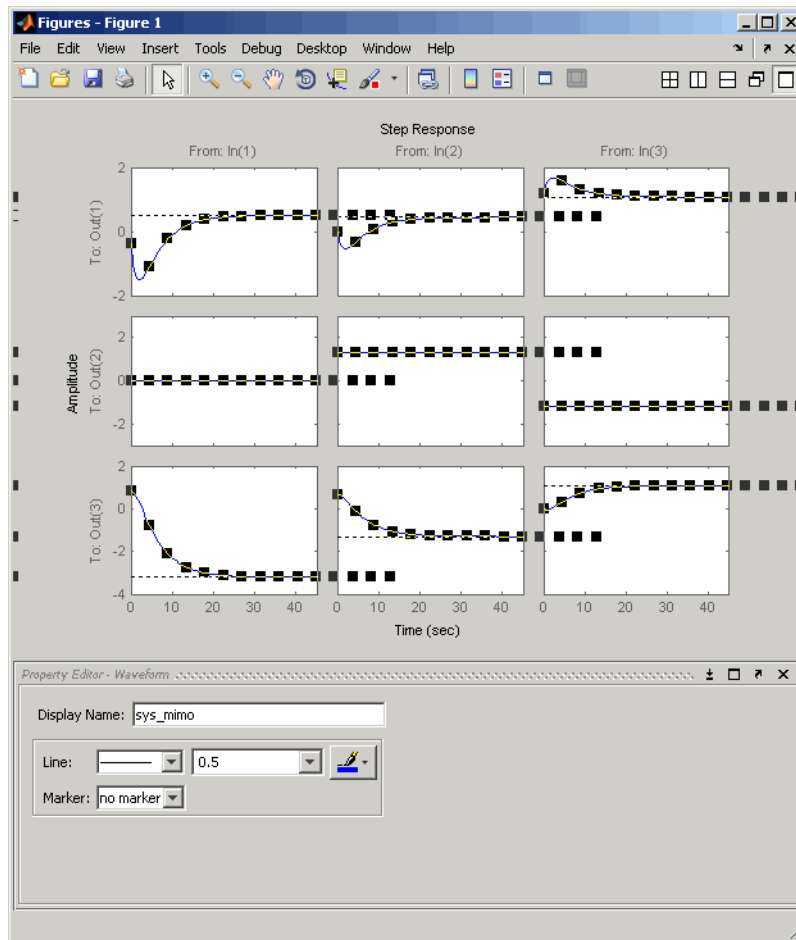 Figures - Figure 1
File Edit View Insert Tools Debug Desktop Window Help
Step Response
From: In(1) From: In(2) From: In(3)
2
0
-2
To: Out(1)
2
0
-2
To: Out(2)
Amplitude
2
0
-2
-4
To: Out(3)
0 10 20 30 40 0 10 20 30 40 0 10 20 30 40
Time (sec)
Property Editor - Waveform
Display Name: sys_mimo
Line: 0.5
Marker: no marker